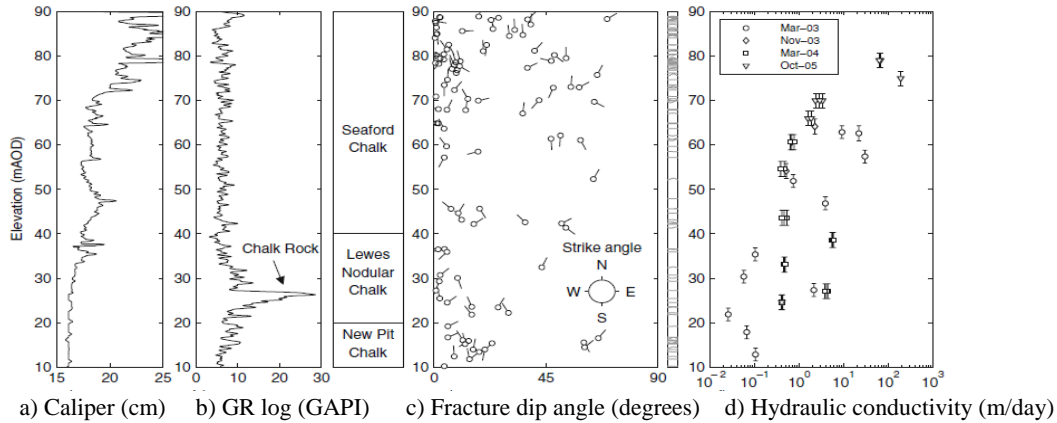 90
80
70
60
50
40
30
20
10
Elevation (mAOD)
15 20 25
90
80
70
60
50
40
30
20
10
0 10 20 30
Chalk Rock
Seaford
Chalk
Lewes
Nodular
Chalk
New Pit
Chalk
90
80
70
60
50
40
30
20
10
0 45 90
Strike angle
N
W E
S
90
80
70
60
50
40
30
20
10
Mar–03
Nov–03
Mar–04
Oct–05
10⁻² 10⁻¹ 10⁰ 10¹ 10² 10³
a) Caliper (cm) b) GR log (GAPI) c) Fracture dip angle (degrees) d) Hydraulic conductivity (m/day)